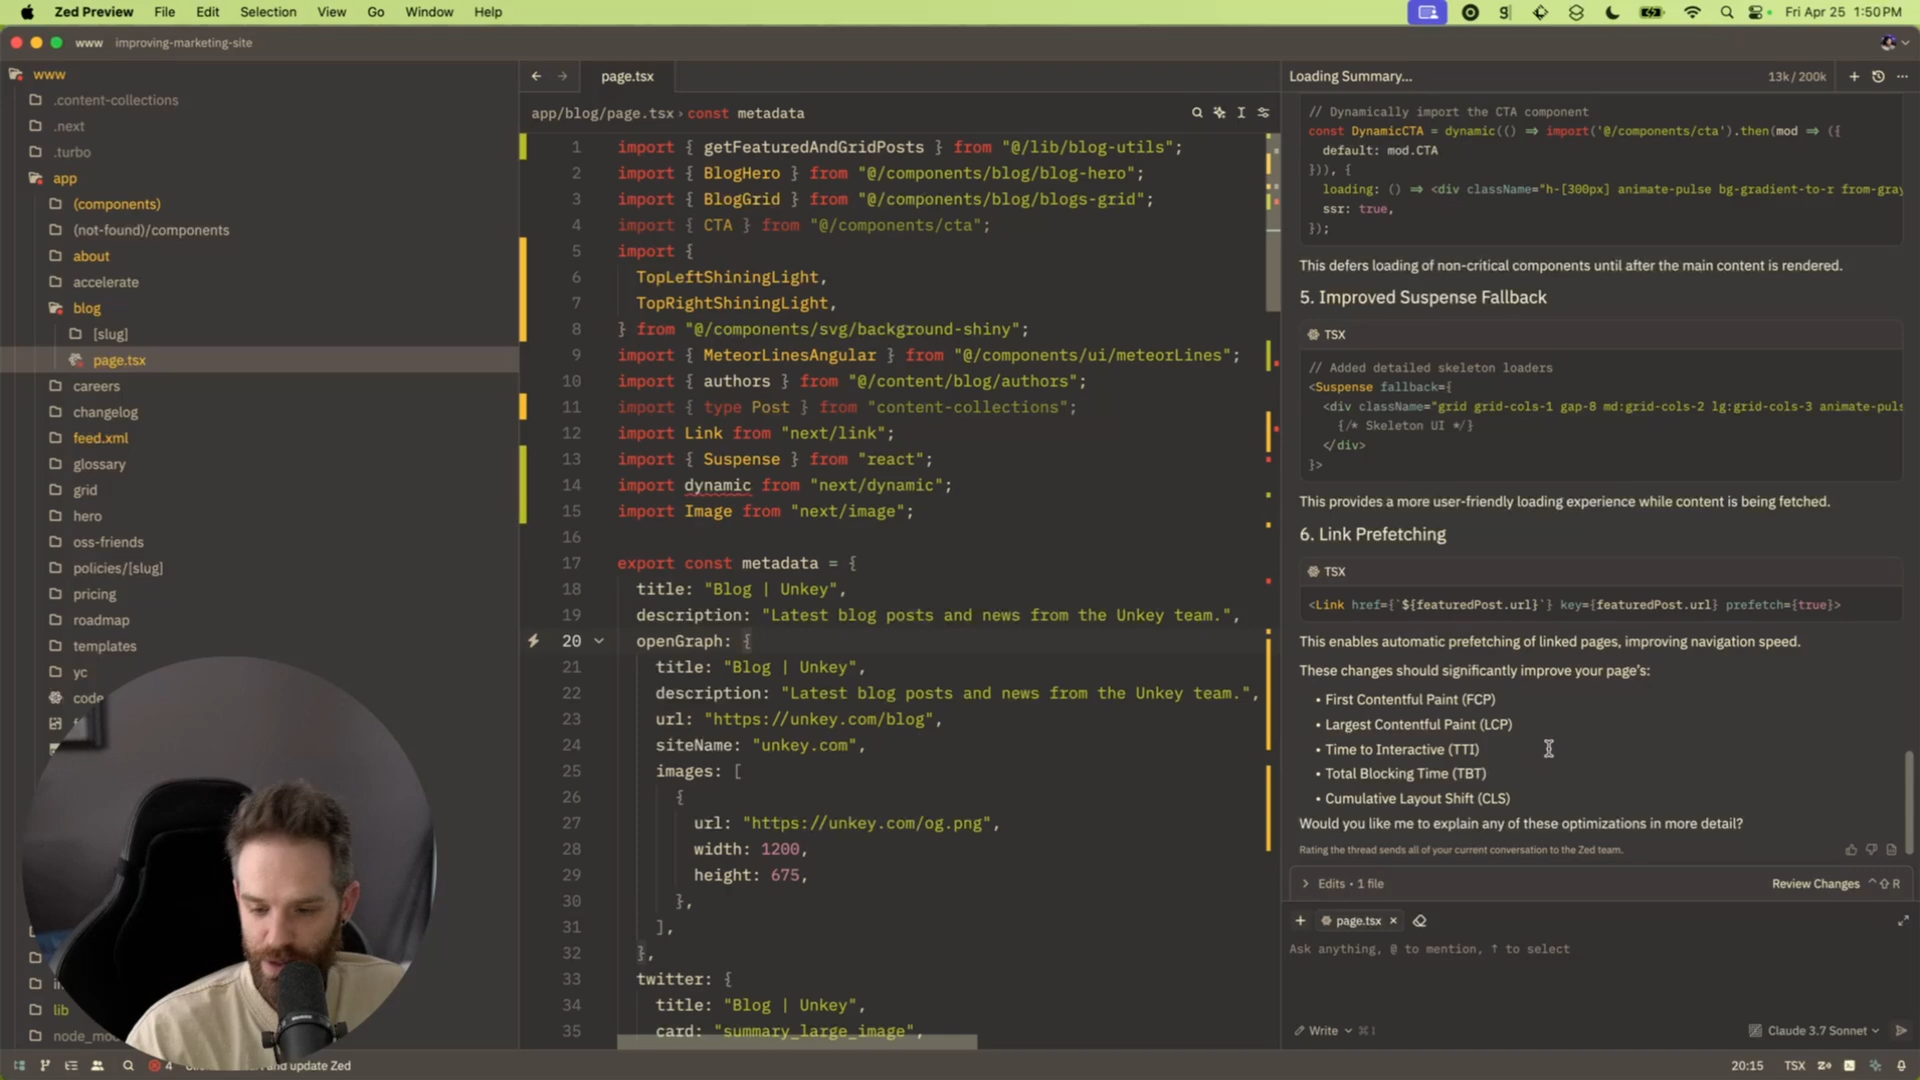 Zed Preview File Edit Selection View Go Window Help
Fri Apr 25 1:50 PM
www improving-marketing-site
www
.content-collections
.next
.turbo
app
(components)
(not-found)/components
about
accelerate
blog
[slug]
page.tsx
careers
changelog
feed.xml
glossary
grid
hero
oss-friends
policies/[slug]
pricing
roadmap
templates
yc
code
lib
4
and update Zed
page.tsx
app/blog/page.tsx › const metadata
1 import { getFeaturedAndGridPosts } from "@/lib/blog-utils";
2 import { BlogHero } from "@/components/blog/blog-hero";
3 import { BlogGrid } from "@/components/blog/blogs-grid";
4 import { CTA } from "@/components/cta";
5 import {
6 TopLeftShiningLight,
7 TopRightShiningLight,
8 } from "@/components/svg/background-shiny";
9 import { MeteorLinesAngular } from "@/components/ui/meteorLines";
10 import { authors } from "@/content/blog/authors";
11 import { type Post } from "content-collections";
12 import Link from "next/link";
13 import { Suspense } from "react";
14 import dynamic from "next/dynamic";
15 import Image from "next/image";
16
17 export const metadata = {
18 title: "Blog | Unkey",
19 description: "Latest blog posts and news from the Unkey team.",
20 openGraph: {
21 title: "Blog | Unkey",
22 description: "Latest blog posts and news from the Unkey team.",
23 url: "https://unkey.com/blog",
24 siteName: "unkey.com",
25 images: [
26 {
27 url: "https://unkey.com/og.png",
28 width: 1200,
29 height: 675,
30 },
31 ],
32 },
33 twitter: {
34 title: "Blog | Unkey",
35 card: "summary_large_image",
Loading Summary... 13k / 200k
// Dynamically import the CTA component
const DynamicCTA = dynamic(() => import('@/components/cta').then(mod => ({
default: mod.CTA
})), {
loading: () => <div className="h-[300px] animate-pulse bg-gradient-to-r from-gray
ssr: true,
});
This defers loading of non-critical components until after the main content is rendered.
5. Improved Suspense Fallback
TSX
// Added detailed skeleton loaders
<Suspense fallback={
<div className="grid grid-cols-1 gap-8 md:grid-cols-2 lg:grid-cols-3 animate-puls
{/* Skeleton UI */}
</div>
}>
This provides a more user-friendly loading experience while content is being fetched.
6. Link Prefetching
TSX
<Link href={`${featuredPost.url}`} key={featuredPost.url} prefetch={true}>
This enables automatic prefetching of linked pages, improving navigation speed.
These changes should significantly improve your page's:
• First Contentful Paint (FCP)
• Largest Contentful Paint (LCP)
• Time to Interactive (TTI)
• Total Blocking Time (TBT)
• Cumulative Layout Shift (CLS)
Would you like me to explain any of these optimizations in more detail?
Rating the thread sends all of your current conversation to the Zed team.
Edits • 1 file Review Changes ^⇧R
page.tsx
Ask anything, @ to mention, ↑ to select
Write ⌘I Claude 3.7 Sonnet
20:15 TSX